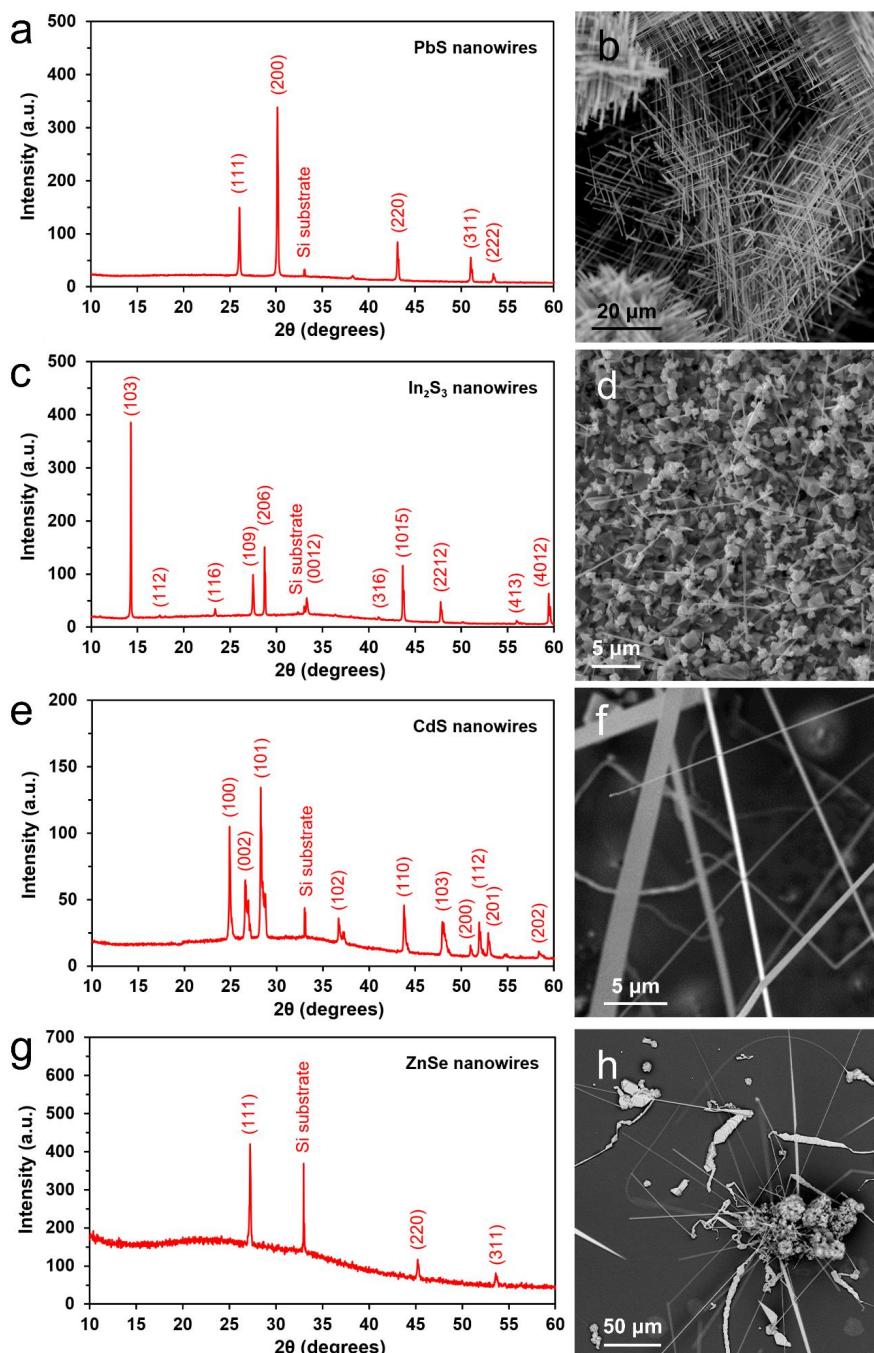 a
PbS nanowires
Intensity (a.u.)
500
400
300
200
100
0
(111)
(200)
Si substrate
(220)
(311)
(222)
10 15 20 25 30 35 40 45 50 55 60
2θ (degrees)
b
20 µm
c
In₂S₃ nanowires
Intensity (a.u.)
500
400
300
200
100
0
(103)
(112)
(116)
(109)
(206)
Si substrate
(0012)
(316)
(1015)
(2212)
(413)
(4012)
10 15 20 25 30 35 40 45 50 55 60
2θ (degrees)
d
5 µm
e
CdS nanowires
Intensity (a.u.)
200
150
100
50
0
(100)
(002)
(101)
Si substrate
(102)
(110)
(103)
(200)
(112)
(201)
(202)
10 15 20 25 30 35 40 45 50 55 60
2θ (degrees)
f
5 µm
g
ZnSe nanowires
Intensity (a.u.)
700
600
500
400
300
200
100
0
(111)
Si substrate
(220)
(311)
10 15 20 25 30 35 40 45 50 55 60
2θ (degrees)
h
50 µm